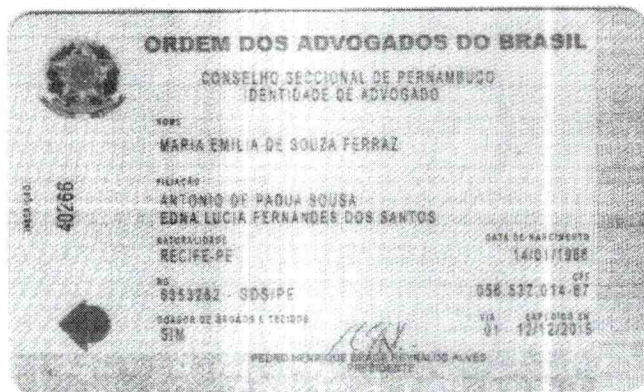 ORDEM DOS ADVOGADOS DO BRASIL
CONSELHO SECCIONAL DE PERNAMBUCO
IDENTIDADE DE ADVOGADO
NOME
MARIA EMILIA DE SOUZA FERRAZ
FILIAÇÃO
ANTONIO DE PADUA SOUSA
EDNA LUCIA FERNANDES DOS SANTOS
NATURALIDADE
RECIFE-PE
DATA DE NASCIMENTO
14/01/1986
RG
6953262 - SDS/PE
CPF
056.537.014-67
DOADOR DE ÓRGÃOS E TECIDOS
SIM
VIA
01
EXPEDIDO EM
12/12/2015
PEDRO HENRIQUE REYNALDO ALVES
PRESIDENTE
INSCRIÇÃO
40266